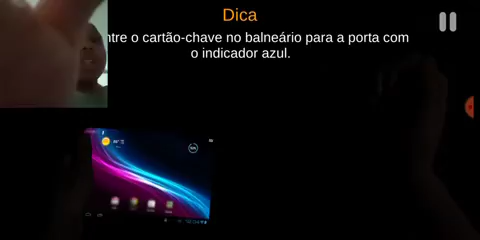 Dica
ntre o cartão-chave no balneário para a porta com
o indicador azul.